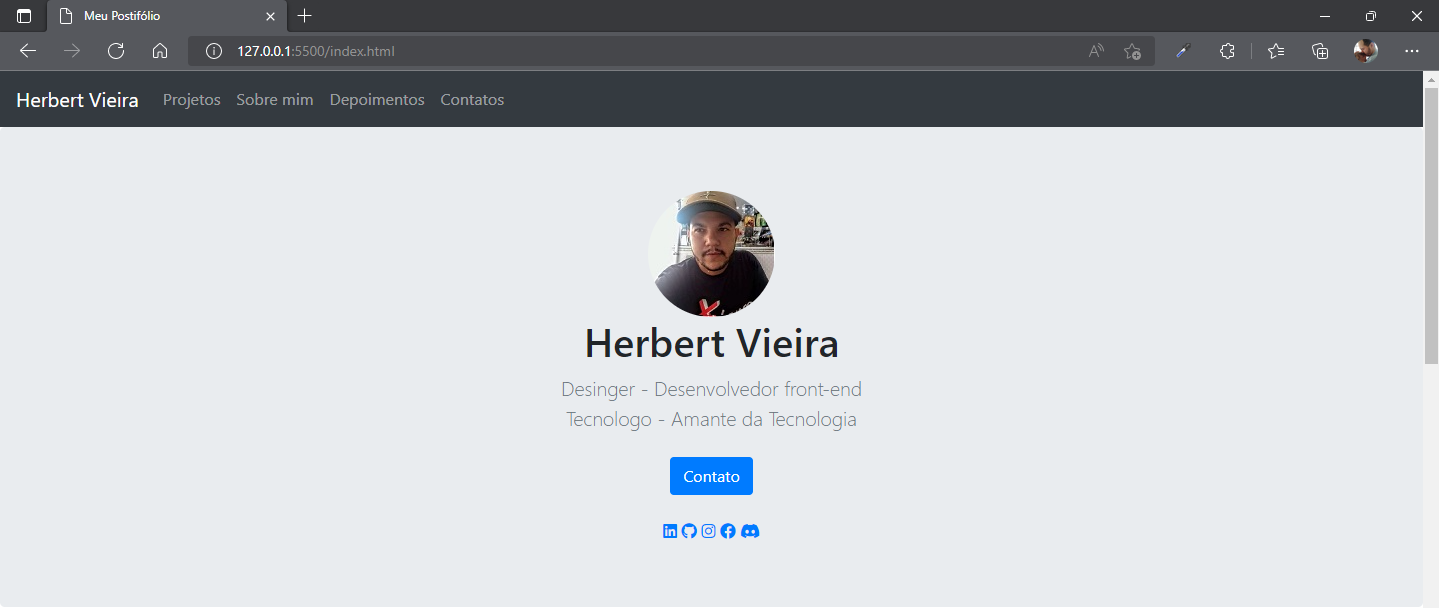 Meu Postifólio
127.0.0.1:5500/index.html
Herbert Vieira Projetos Sobre mim Depoimentos Contatos
Herbert Vieira
Desinger - Desenvolvedor front-end
Tecnologo - Amante da Tecnologia
Contato